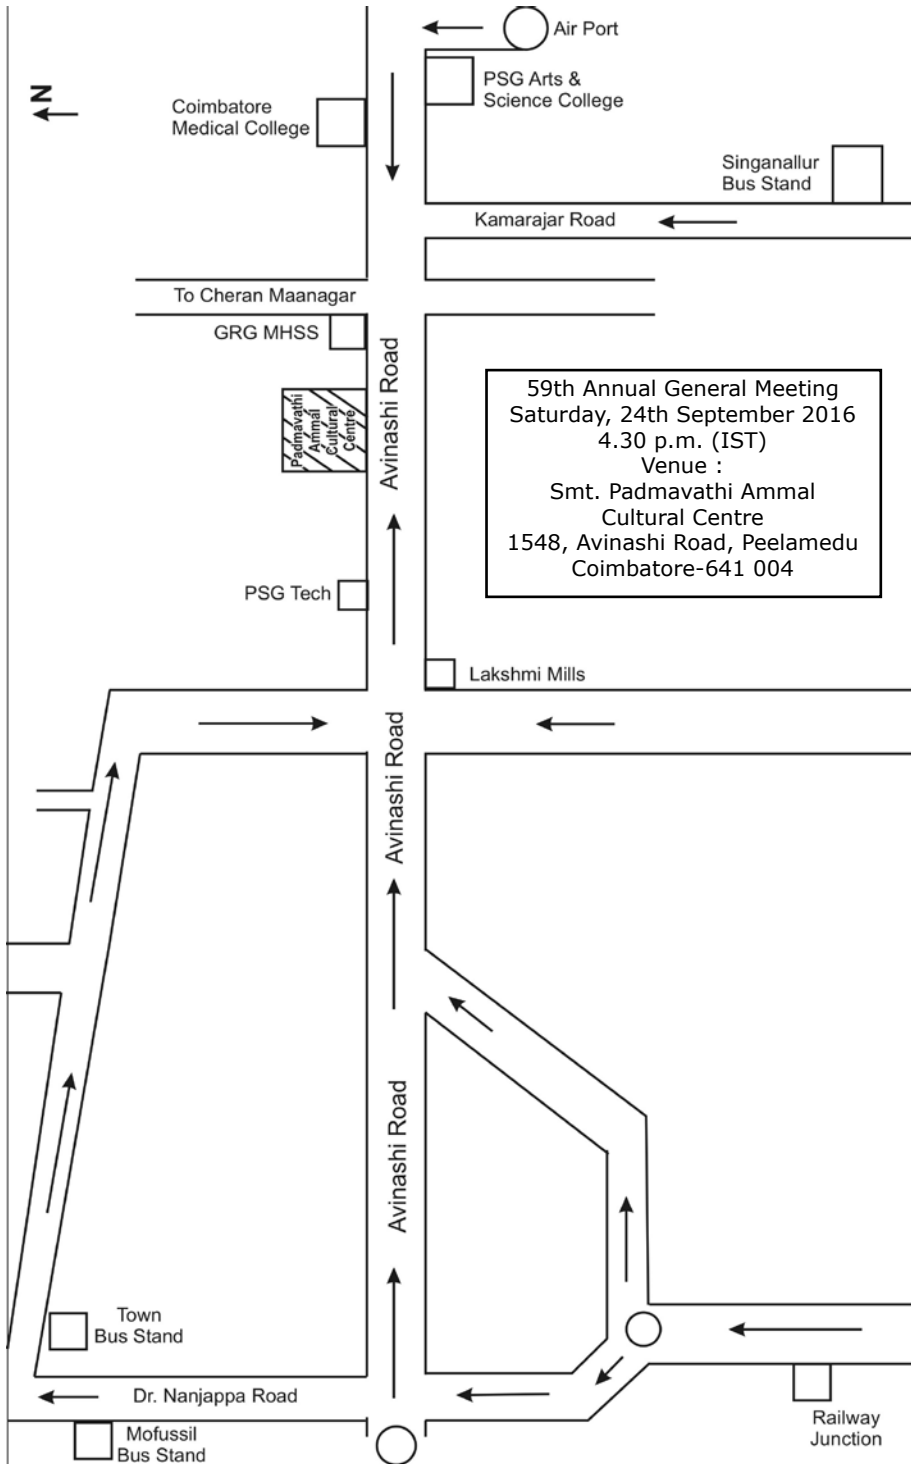 Air Port
PSG Arts &
Science College
N
Coimbatore
Medical College
Singanallur
Bus Stand
Kamarajar Road
To Cheran Maanagar
GRG MHSS
Avinashi Road
Padmavathi
Ammal
Cultural
Centre
59th Annual General Meeting
Saturday, 24th September 2016
4.30 p.m. (IST)
Venue :
Smt. Padmavathi Ammal
Cultural Centre
1548, Avinashi Road, Peelamedu
Coimbatore-641 004
PSG Tech
Lakshmi Mills
Avinashi Road
Avinashi Road
Town
Bus Stand
Dr. Nanjappa Road
Mofussil
Bus Stand
Railway
Junction